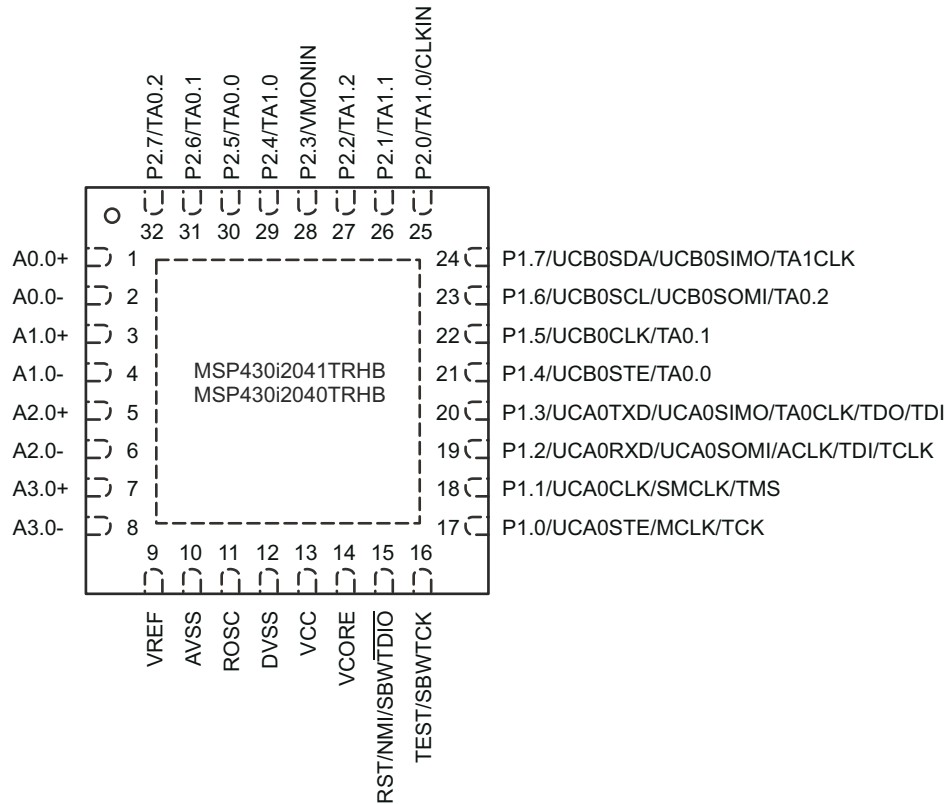 P2.7/TA0.2
P2.6/TA0.1
P2.5/TA0.0
P2.4/TA1.0
P2.3/VMONIN
P2.2/TA1.2
P2.1/TA1.1
P2.0/TA1.0/CLKIN
32 31 30 29 28 27 26 25
A0.0+ 1
A0.0- 2
A1.0+ 3
A1.0- 4
A2.0+ 5
A2.0- 6
A3.0+ 7
A3.0- 8
MSP430i2041TRHB
MSP430i2040TRHB
24 P1.7/UCB0SDA/UCB0SIMO/TA1CLK
23 P1.6/UCB0SCL/UCB0SOMI/TA0.2
22 P1.5/UCB0CLK/TA0.1
21 P1.4/UCB0STE/TA0.0
20 P1.3/UCA0TXD/UCA0SIMO/TA0CLK/TDO/TDI
19 P1.2/UCA0RXD/UCA0SOMI/ACLK/TDI/TCLK
18 P1.1/UCA0CLK/SMCLK/TMS
17 P1.0/UCA0STE/MCLK/TCK
9 10 11 12 13 14 15 16
VREF
AVSS
ROSC
DVSS
VCC
VCORE
RST/NMI/SBWTDIO
TEST/SBWTCK